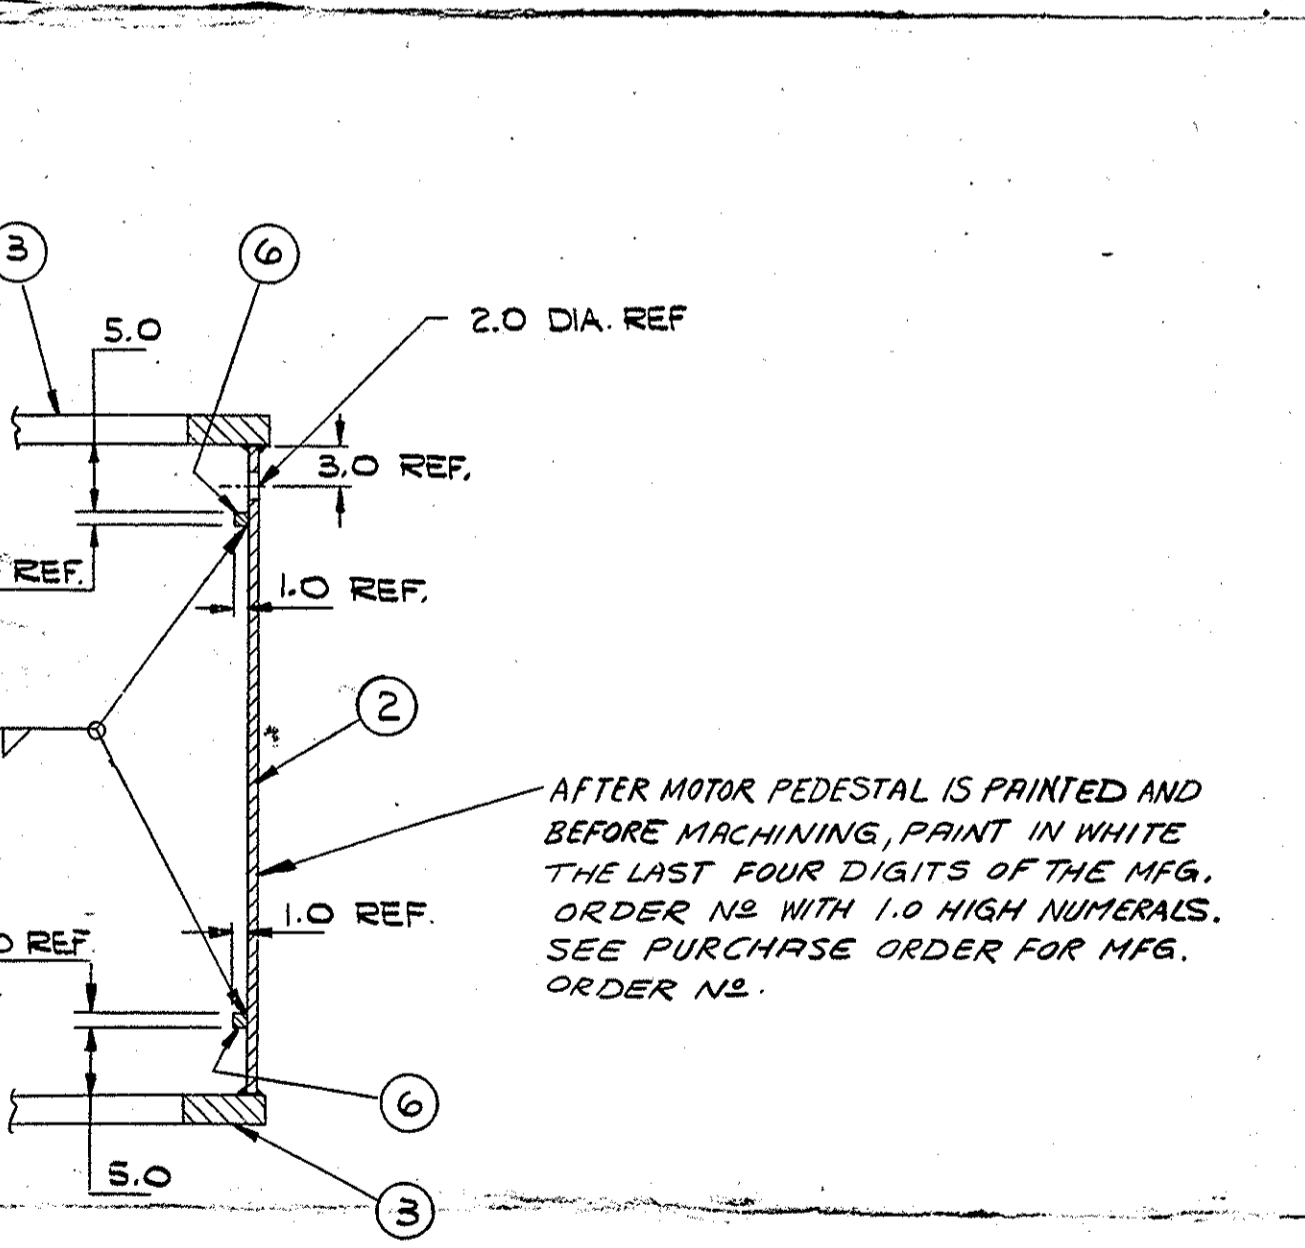 3
6
5.0
2.0 DIA. REF
3.0 REF.
REF.
1.0 REF.
2
AFTER MOTOR PEDESTAL IS PAINTED AND
BEFORE MACHINING, PAINT IN WHITE
THE LAST FOUR DIGITS OF THE MFG.
ORDER Nº WITH 1.0 HIGH NUMERALS.
SEE PURCHASE ORDER FOR MFG.
ORDER Nº.
1.0 REF.
0 REF.
6
5.0
3